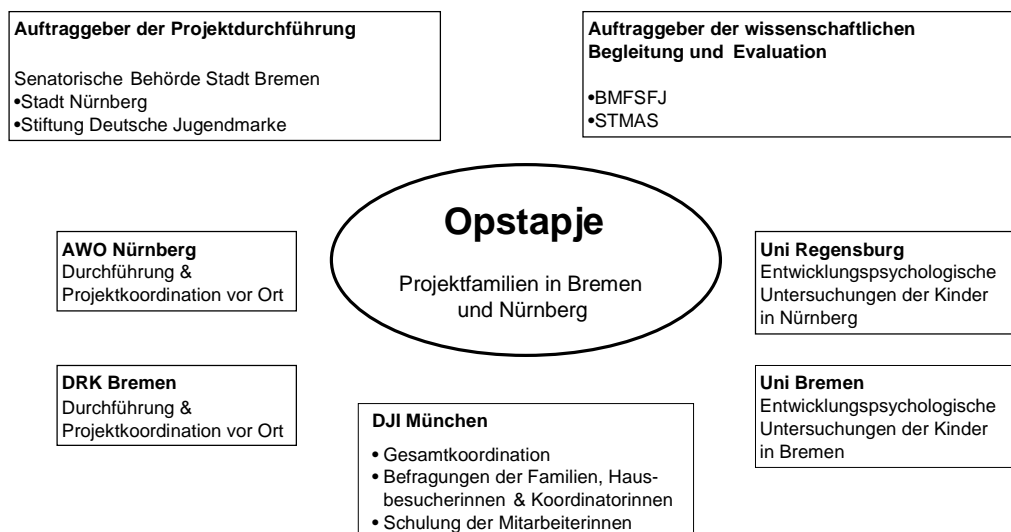 Auftraggeber der Projektdurchführung
Senatorische Behörde Stadt Bremen
•Stadt Nürnberg
•Stiftung Deutsche Jugendmarke
Auftraggeber der wissenschaftlichen
Begleitung und Evaluation
•BMFSFJ
•STMAS
Opstapje
Projektfamilien in Bremen
und Nürnberg
AWO Nürnberg
Durchführung &
Projektkoordination vor Ort
Uni Regensburg
Entwicklungspsychologische
Untersuchungen der Kinder
in Nürnberg
DRK Bremen
Durchführung &
Projektkoordination vor Ort
DJI München
• Gesamtkoordination
• Befragungen der Familien, Haus-
besucherinnen & Koordinatorinnen
• Schulung der Mitarbeiterinnen
Uni Bremen
Entwicklungspsychologische
Untersuchungen der Kinder
in Bremen